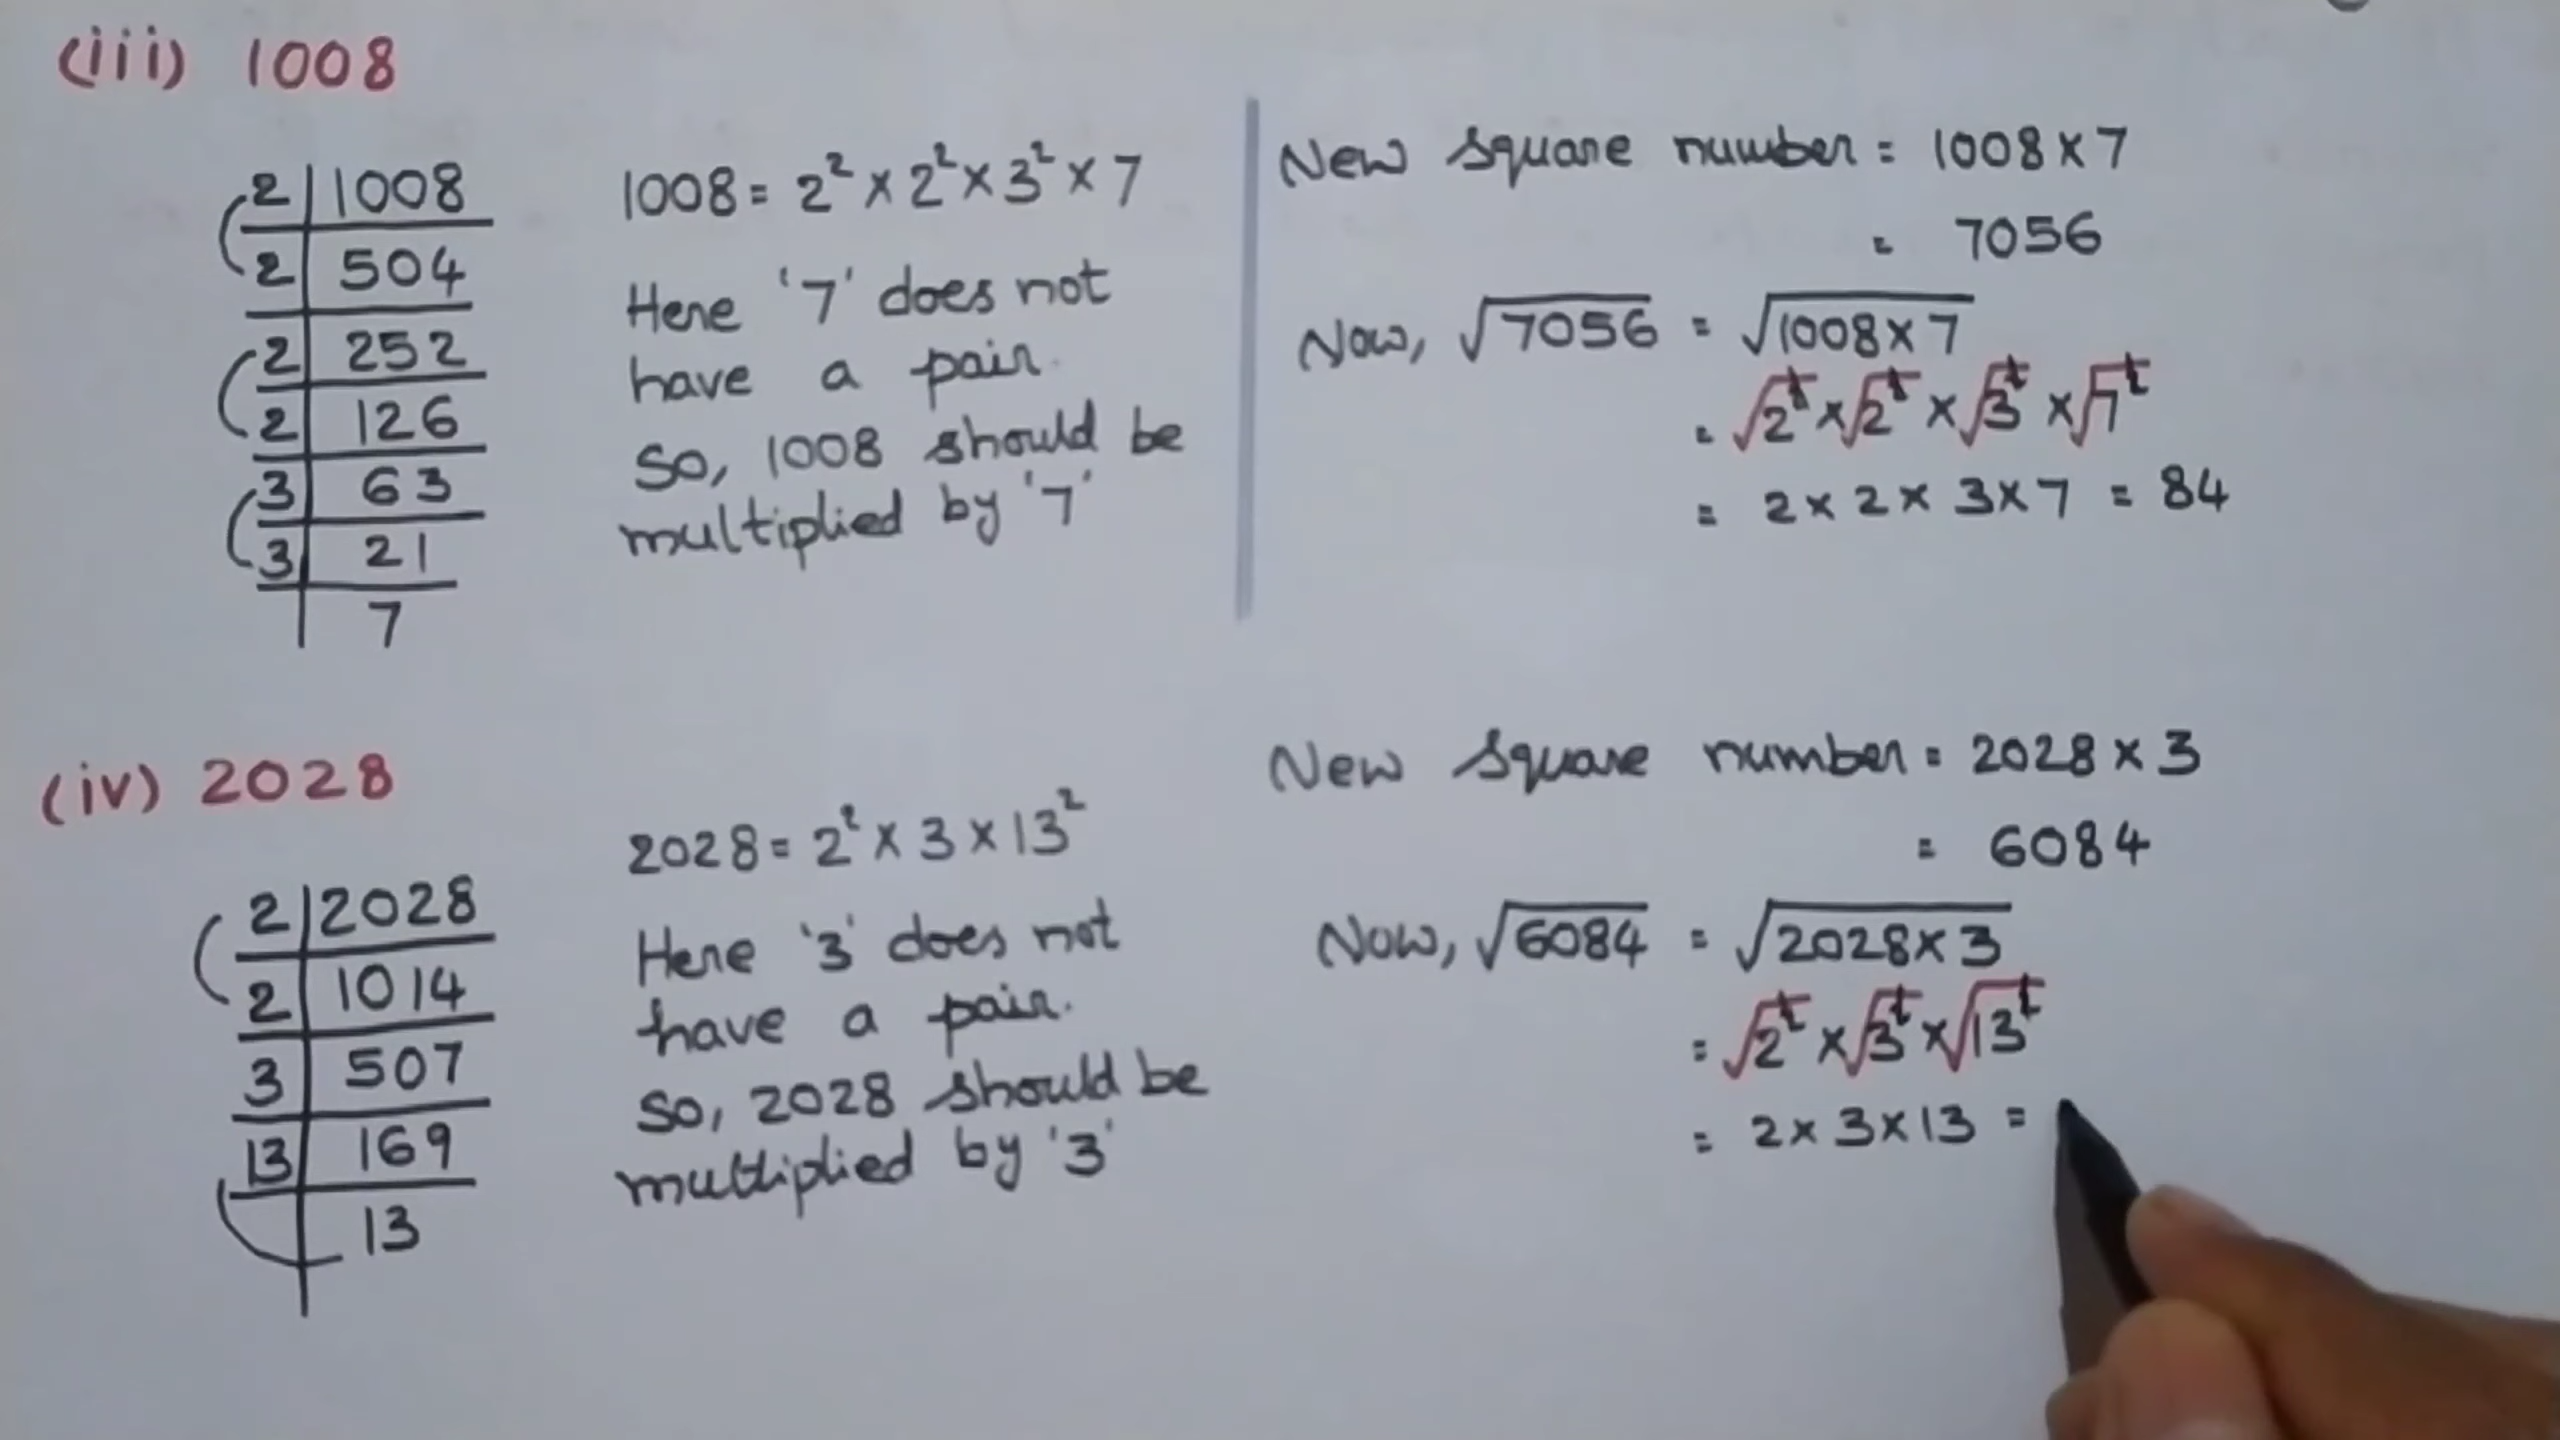 (iii) 1008
2 | 1008
2 | 504
2 | 252
2 | 126
3 | 63
3 | 21
7
1008 = 2² × 2² × 3² × 7
Here '7' does not
have a pair.
So, 1008 should be
multiplied by '7'
New square number = 1008 × 7
= 7056
Now, √7056 = √1008×7
= √2² × √2² × √3² × √7²
= 2 × 2 × 3 × 7 = 84
(iv) 2028
2 | 2028
2 | 1014
3 | 507
13 | 169
13
2028 = 2² × 3 × 13²
Here '3' does not
have a pair.
So, 2028 should be
multiplied by '3'
New square number = 2028 × 3
= 6084
Now, √6084 = √2028×3
= √2² × √3² × √13²
= 2 × 3 × 13 =